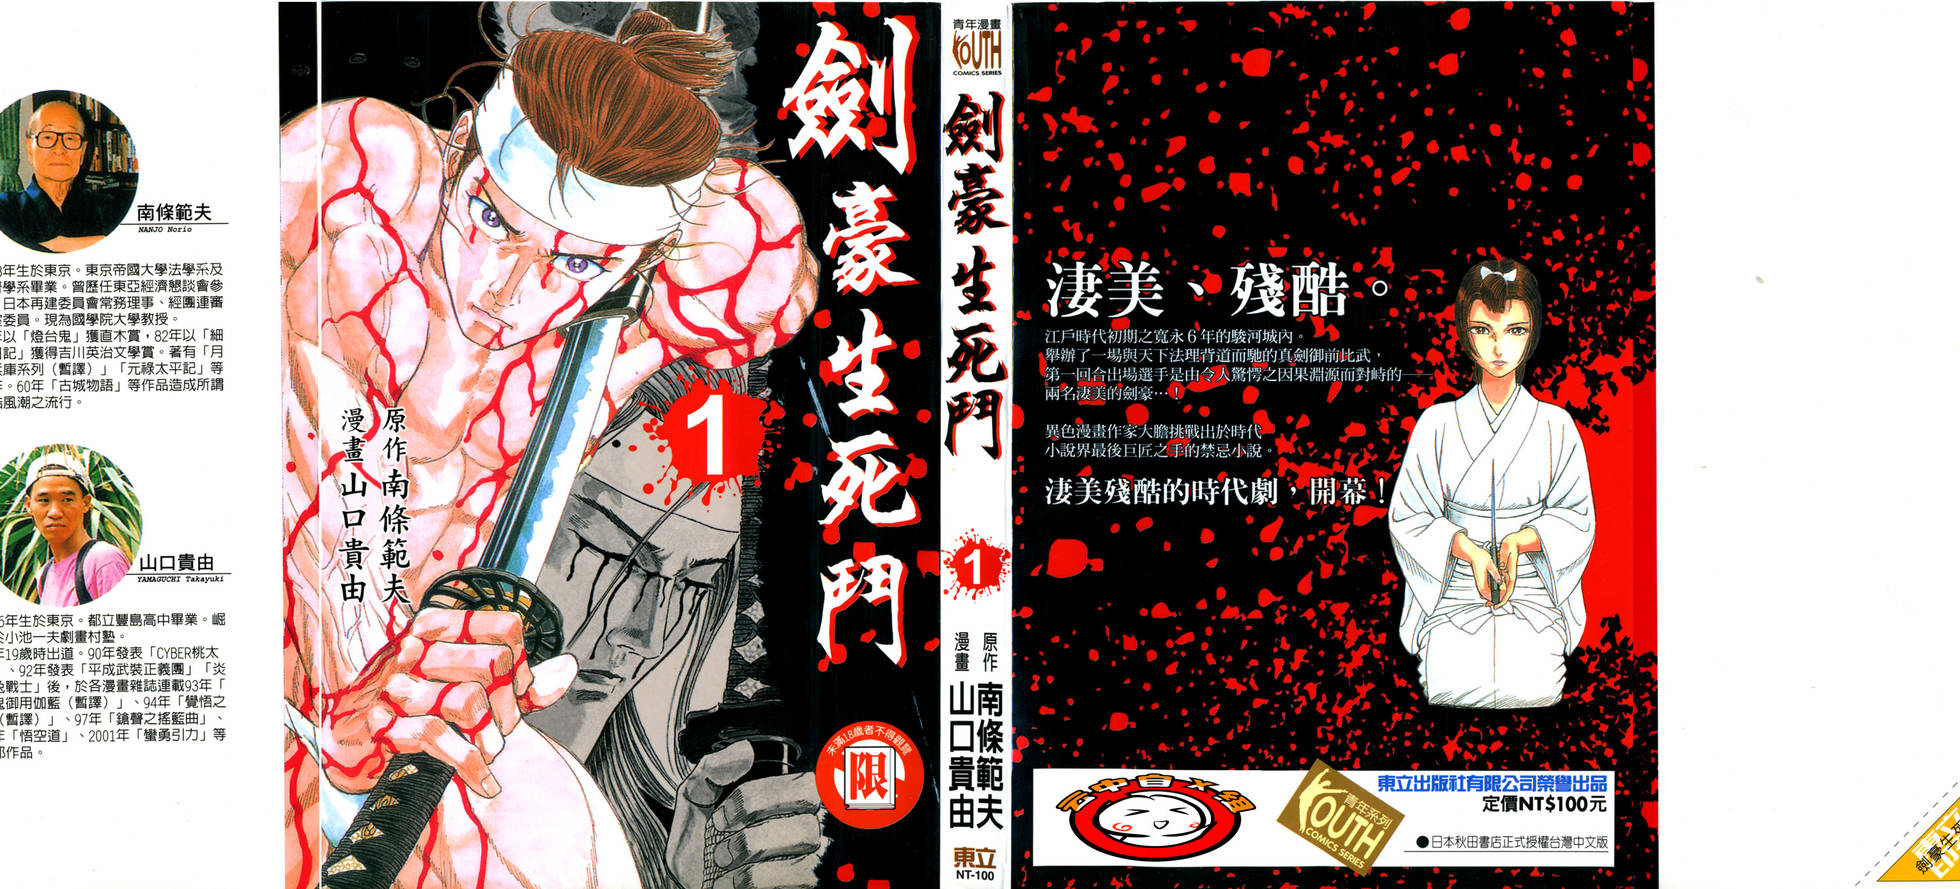 南條範夫
NANJO Norio
年生於東京。東京帝國大學法學系及
學系畢業。曾歷任東亞經濟懇談會參
日本再建委員會常務理事、經團連審
委員。現為國學院大學教授。
以「燈台鬼」獲直木賞，82年以「細
記」獲得吉川英治文學賞。著有「月
庫系列（暫譯）」「元祿太平記」等
。60年「古城物語」等作品造成所謂
風潮之流行。
山口貴由
YAMAGUCHI Takayuki
年生於東京。都立豐島高中畢業。崛
於小池一夫劇畫村塾。
年19歲時出道。90年發表「CYBER桃太
、92年發表「平成武裝正義團」「炎
戰士」後，於各漫畫雜誌連載93年「
鬼御用伽藍（暫譯）」、94年「覺悟之
（暫譯）」、97年「鎗聲之搖籃曲」、
年「悟空道」、2001年「蠻勇引力」等
部作品。
劍豪生死鬥
1
原作 南條範夫
漫畫 山口貴由
未滿18歲者不得觀覽
限
青年漫畫
YOUTH
COMICS SERIES
劍豪生死鬥
1
原作 南條範夫
漫畫 山口貴由
東立
NT-100
淒美、殘酷。
江戶時代初期之寬永6年的駿河城內。
舉辦了一場與天下法理背道而馳的真劍御前比武，
第一回合出場選手是由令人驚愕之因果淵源而對峙的——
兩名淒美的劍豪…！
異色漫畫作家大膽挑戰出於時代
小說界最後巨匠之手的禁忌小說。
淒美殘酷的時代劇，開幕！
青年系列
YOUTH
COMICS SERIES
東立出版社有限公司榮譽出品
定價NT$100元
●日本秋田書店正式授權台灣中文版
劍豪生死